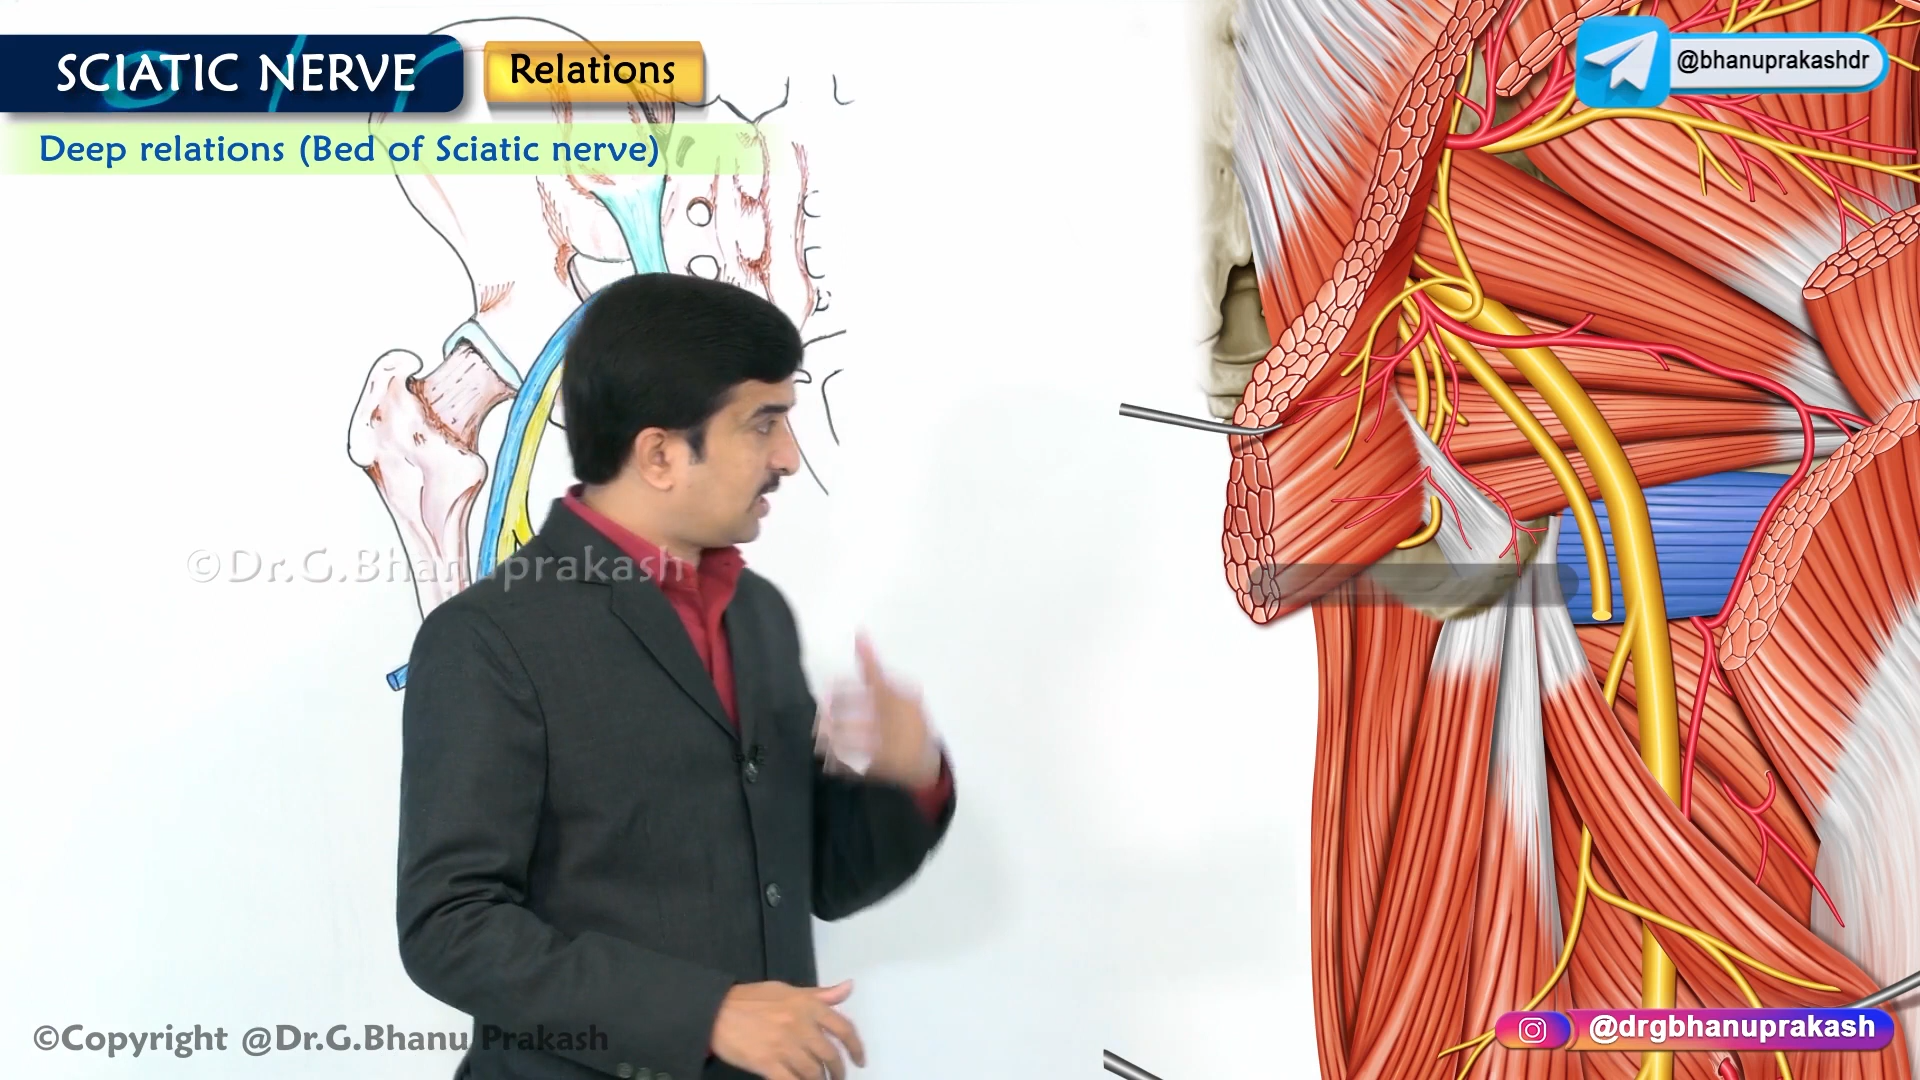 SCIATIC NERVE
Relations
@bhanuprakashdr
Deep relations (Bed of Sciatic nerve)
©Dr.G.Bhanuprakash
©Copyright @Dr.G.Bhanu Prakash
@drgbhanuprakash